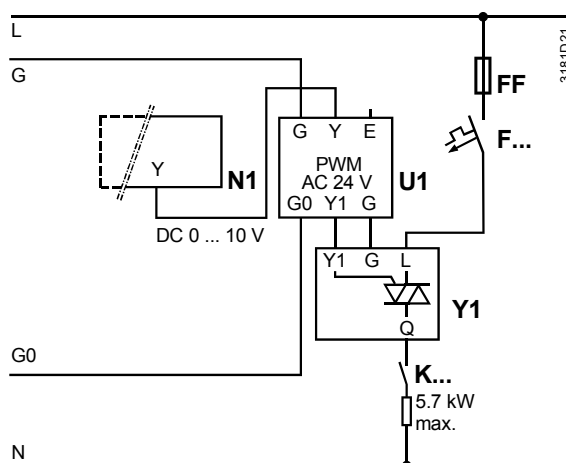 L
G
3181D21
FF
F...
G Y E
PWM
AC 24 V
G0 Y1 G
U1
Y
N1
DC 0 ... 10 V
Y1 G L
Q
Y1
G0
K...
5.7 kW
max.
N